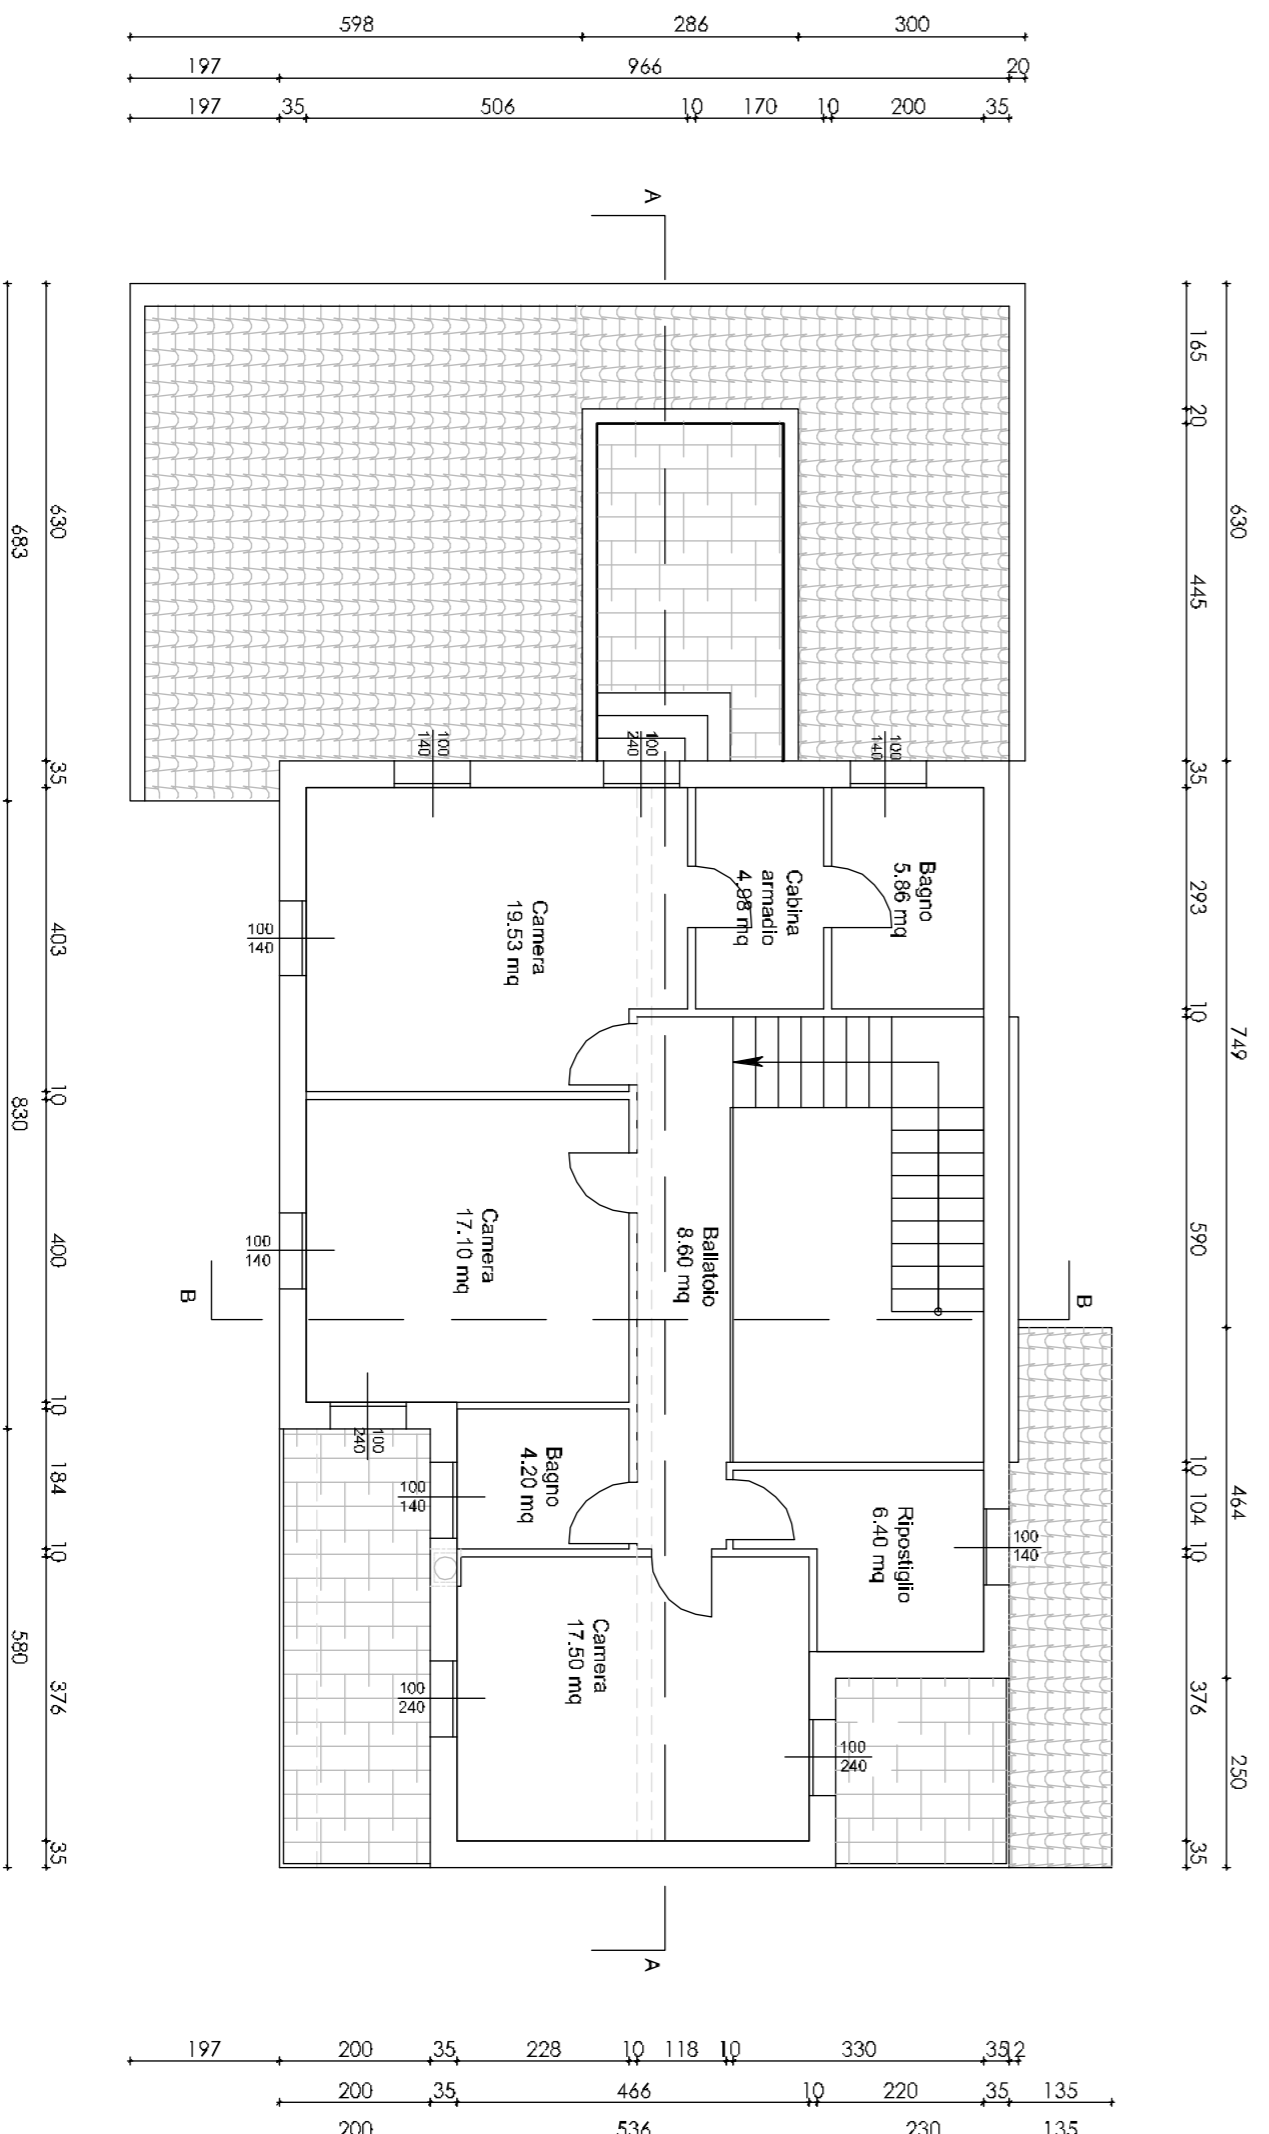 598 286 300
197 966 20
197 35 506 10 170 10 200 35
A
165 20 445 35 293 10 590 10 104 10 376 35
630 749 464 250
630 35 403 10 400 10 184 10 376 35
683 830 580
100
140
100
240
100
140
Bagno
5.86 mq
Cabina
armadio
4.98 mq
Camera
19.53 mq
100
140
Camera
17.10 mq
100
140
Ballatoio
8.60 mq
B
B
100
240
Bagno
4.20 mq
100
140
Ripostiglio
6.40 mq
100
140
Camera
17.50 mq
100
240
100
240
A
197 200 35 228 10 118 10 330 35 12
200 35 466 10 220 35 135
200 536 230 135